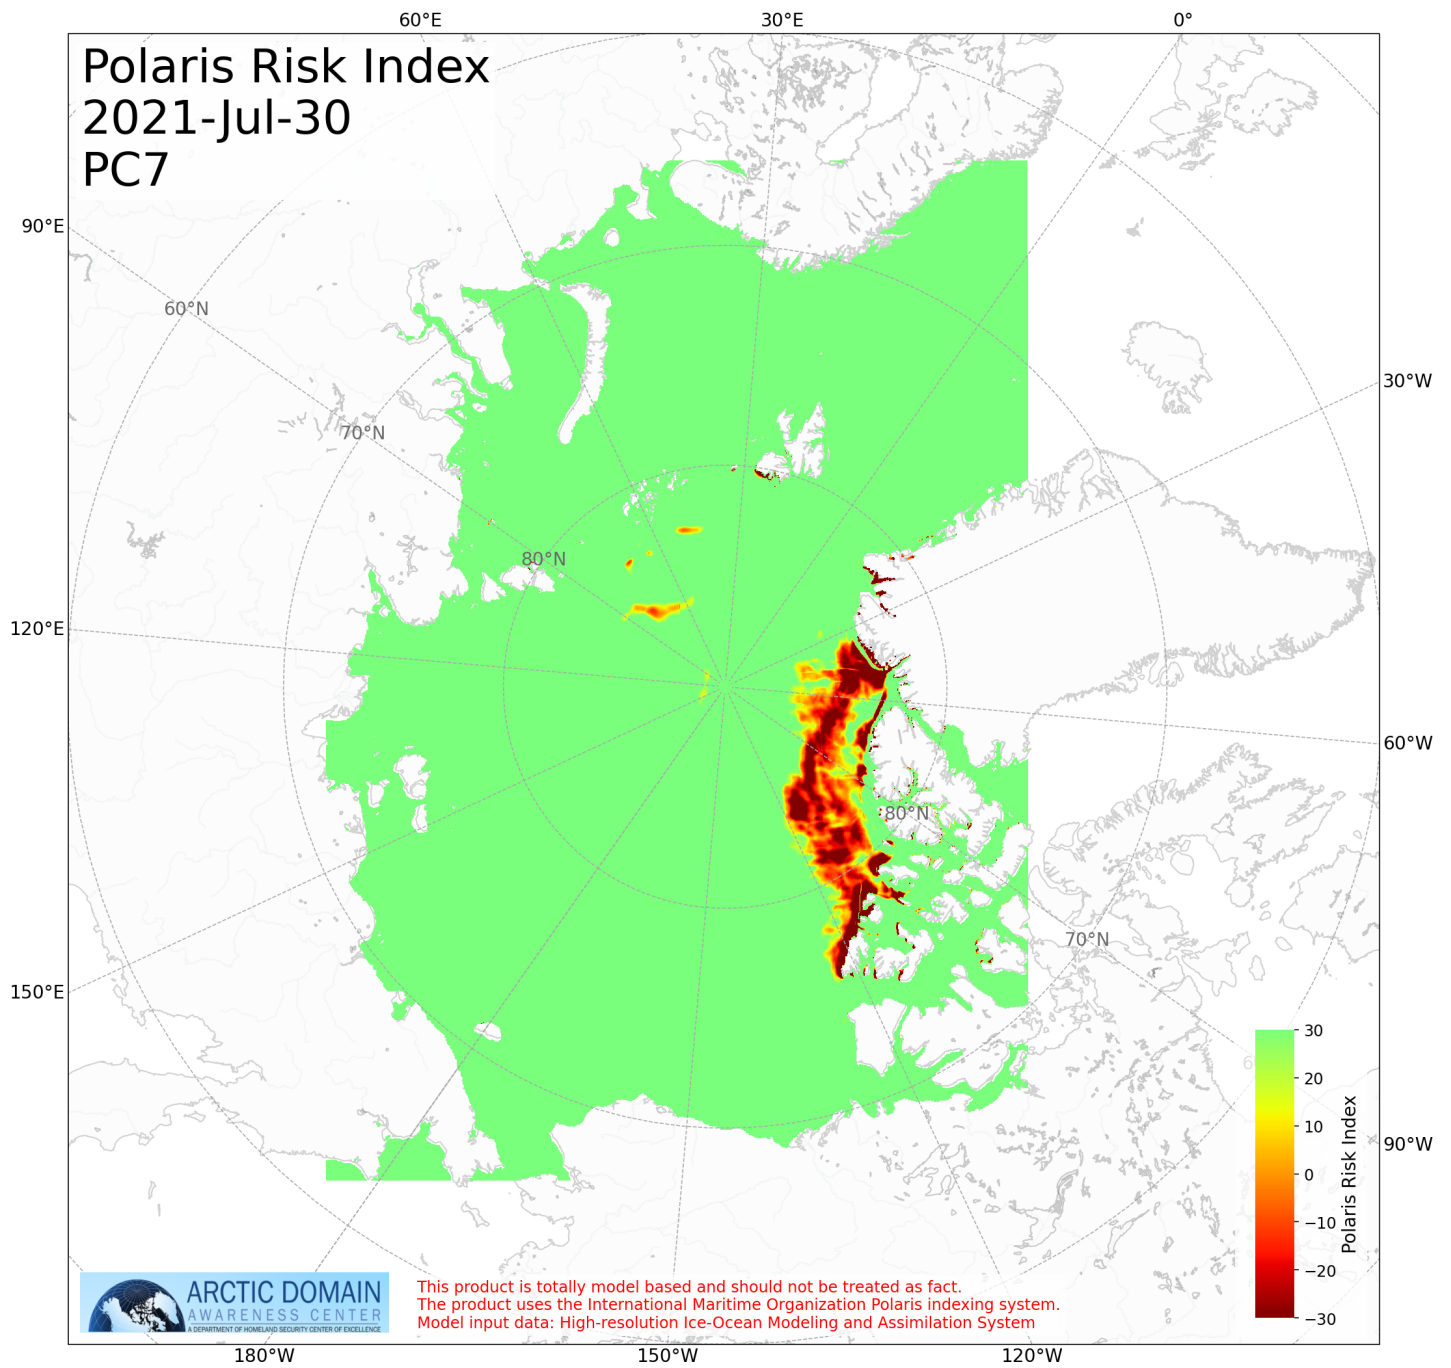 60°E 30°E 0°
Polaris Risk Index
2021-Jul-30
PC7
90°E
60°N
30°W
70°N
80°N
120°E
60°W
80°N
70°N
150°E
30
20
10
0
−10
−20
−30
Polaris Risk Index
90°W
ARCTIC DOMAIN
AWARENESS CENTER
A DEPARTMENT OF HOMELAND SECURITY CENTER OF EXCELLENCE
This product is totally model based and should not be treated as fact.
The product uses the International Maritime Organization Polaris indexing system.
Model input data: High-resolution Ice-Ocean Modeling and Assimilation System
180°W 150°W 120°W